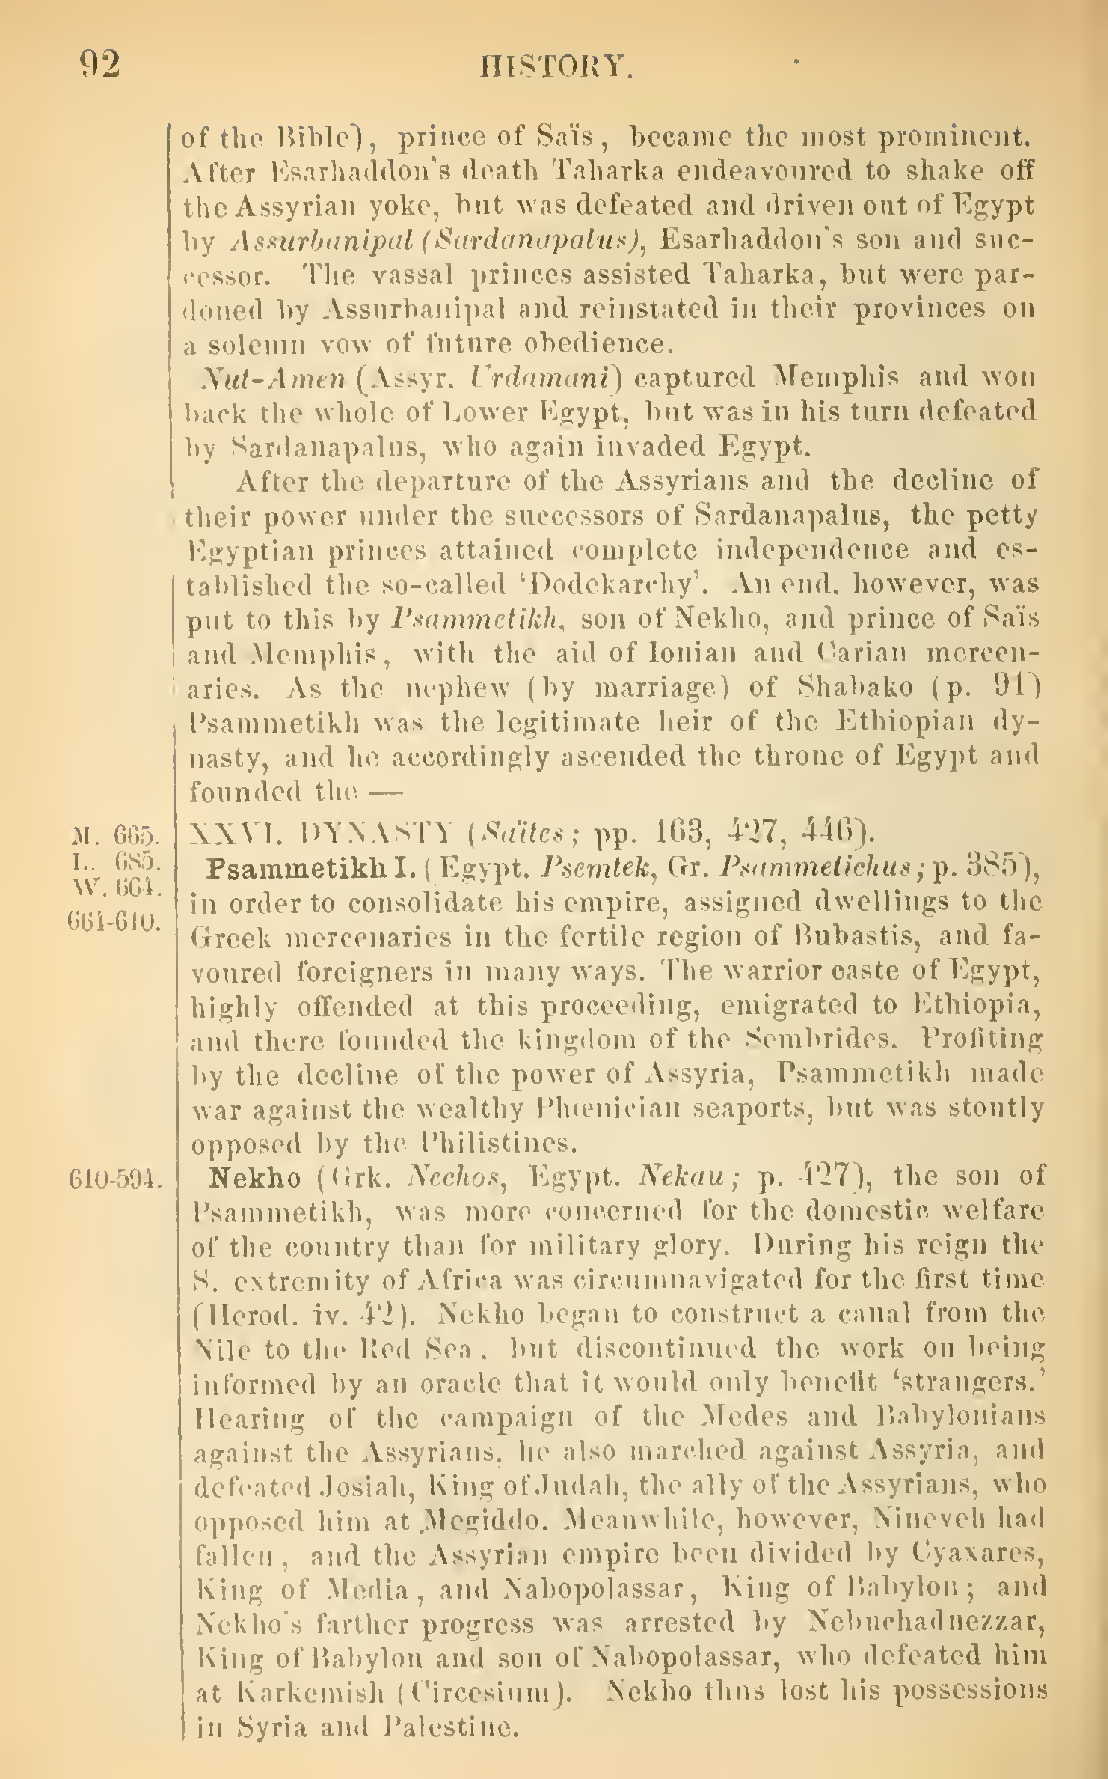 92 HISTORY.
of the Bible), prince of Saïs, became the most prominent.
After Esarhaddon's death Taharka endeavoured to shake off
the Assyrian yoke, but was defeated and driven out of Egypt
by Assurbanipal (Sardanapalus), Esarhaddon's son and suc-
cessor. The vassal princes assisted Taharka, but were par-
doned by Assurbanipal and reinstated in their provinces on
a solemn vow of future obedience.
Nut-Amen (Assyr. Urdamani) captured Memphis and won
back the whole of Lower Egypt, but was in his turn defeated
by Sardanapalus, who again invaded Egypt.
After the departure of the Assyrians and the decline of
their power under the successors of Sardanapalus, the petty
Egyptian princes attained complete independence and es-
tablished the so-called 'Dodekarchy'. An end, however, was
put to this by Psammetikh, son of Nekho, and prince of Saïs
and Memphis, with the aid of Ionian and Carian mercen-
aries. As the nephew (by marriage) of Shabako (p. 91)
Psammetikh was the legitimate heir of the Ethiopian dy-
nasty, and he accordingly ascended the throne of Egypt and
founded the —
M. 665. XXVI. DYNASTY (Saïtes; pp. 163, 427, 446).
L. 685.
Psammetikh I. (Egypt. Psemtek, Gr. Psammetichus; p. 385),
W. 664.
in order to consolidate his empire, assigned dwellings to the
664-610.
Greek mercenaries in the fertile region of Bubastis, and fa-
voured foreigners in many ways. The warrior caste of Egypt,
highly offended at this proceeding, emigrated to Ethiopia,
and there founded the kingdom of the Sembrides. Profiting
by the decline of the power of Assyria, Psammetikh made
war against the wealthy Phœnician seaports, but was stoutly
opposed by the Philistines.
610-594. Nekho (Grk. Nechos, Egypt. Nekau; p. 427), the son of
Psammetikh, was more concerned for the domestic welfare
of the country than for military glory. During his reign the
S. extremity of Africa was circumnavigated for the first time
(Herod. iv. 42). Nekho began to construct a canal from the
Nile to the Red Sea, but discontinued the work on being
informed by an oracle that it would only benefit 'strangers.'
Hearing of the campaign of the Medes and Babylonians
against the Assyrians, he also marched against Assyria, and
defeated Josiah, King of Judah, the ally of the Assyrians, who
opposed him at Megiddo. Meanwhile, however, Nineveh had
fallen, and the Assyrian empire been divided by Cyaxares,
King of Media, and Nabopolassar, King of Babylon; and
Nekho's farther progress was arrested by Nebuchadnezzar,
King of Babylon and son of Nabopolassar, who defeated him
at Karkemish (Circesium). Nekho thus lost his possessions
in Syria and Palestine.